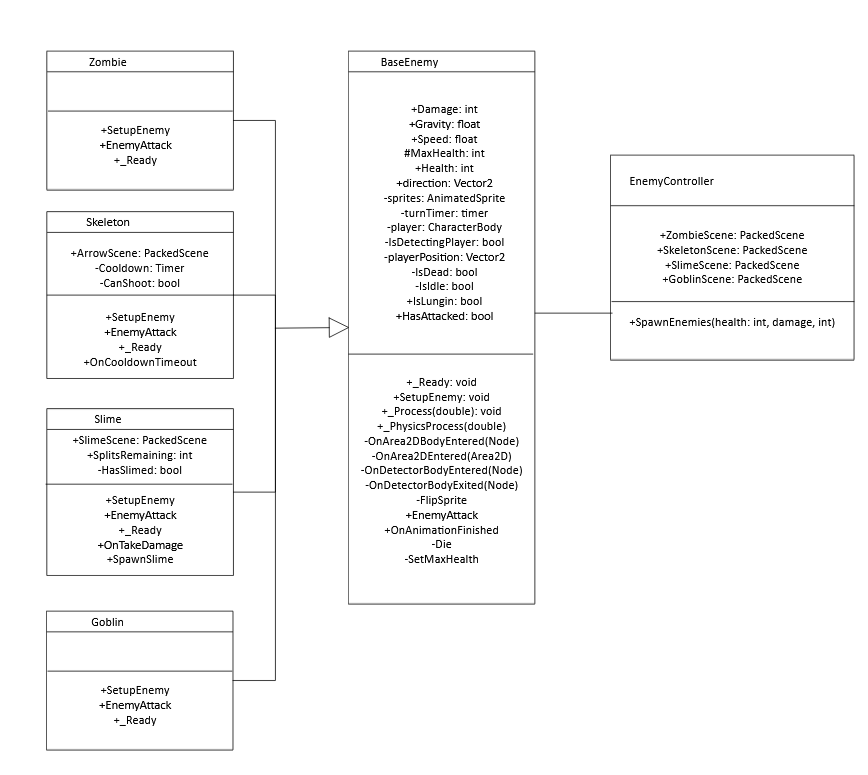 Zombie
+SetupEnemy
+EnemyAttack
+_Ready
Skeleton
+ArrowScene: PackedScene
-Cooldown: Timer
-CanShoot: bool
+SetupEnemy
+EnemyAttack
+_Ready
+OnCooldownTimeout
Slime
+SlimeScene: PackedScene
+SplitsRemaining: int
-HasSlimed: bool
+SetupEnemy
+EnemyAttack
+_Ready
+OnTakeDamage
+SpawnSlime
Goblin
+SetupEnemy
+EnemyAttack
+_Ready
BaseEnemy
+Damage: int
+Gravity: float
+Speed: float
#MaxHealth: int
+Health: int
+direction: Vector2
-sprites: AnimatedSprite
-turnTimer: timer
-player: CharacterBody
-IsDetectingPlayer: bool
-playerPosition: Vector2
-IsDead: bool
-IsIdle: bool
+IsLungin: bool
+HasAttacked: bool
+_Ready: void
+SetupEnemy: void
+_Process(double): void
+_PhysicsProcess(double)
-OnArea2DBodyEntered(Node)
-OnArea2DEntered(Area2D)
-OnDetectorBodyEntered(Node)
-OnDetectorBodyExited(Node)
-FlipSprite
+EnemyAttack
+OnAnimationFinished
-Die
-SetMaxHealth
EnemyController
+ZombieScene: PackedScene
+SkeletonScene: PackedScene
+SlimeScene: PackedScene
+GoblinScene: PackedScene
+SpawnEnemies(health: int, damage, int)